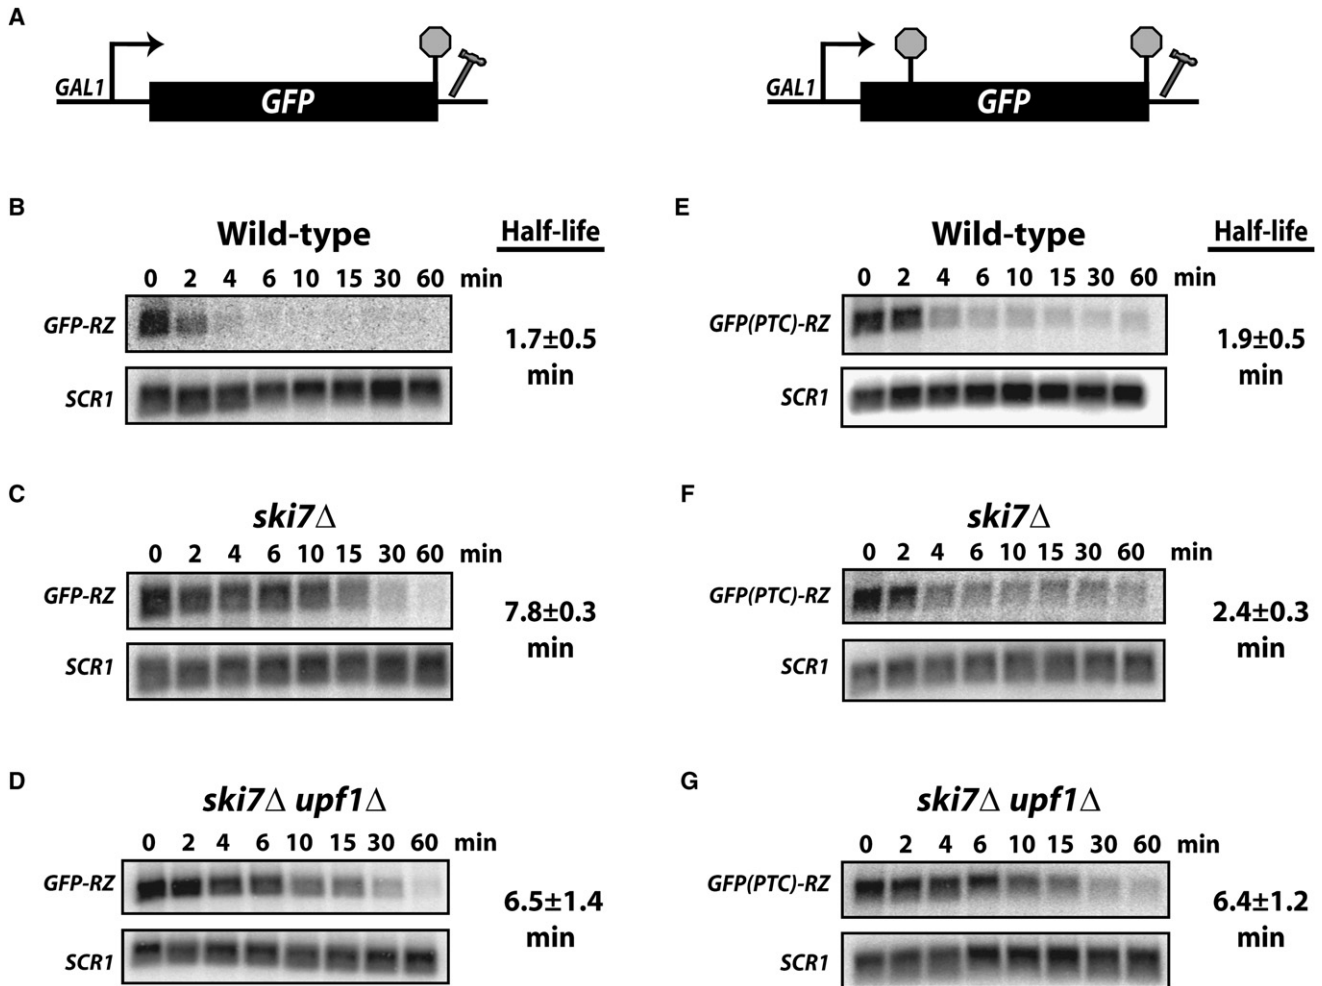 A
GAL1
GFP
GAL1
GFP
B
Wild-type
Half-life
0 2 4 6 10 15 30 60 min
GFP-RZ
1.7±0.5
min
SCR1
E
Wild-type
Half-life
0 2 4 6 10 15 30 60 min
GFP(PTC)-RZ
1.9±0.5
min
SCR1
C
ski7Δ
0 2 4 6 10 15 30 60 min
GFP-RZ
7.8±0.3
min
SCR1
F
ski7Δ
0 2 4 6 10 15 30 60 min
GFP(PTC)-RZ
2.4±0.3
min
SCR1
D
ski7Δ upf1Δ
0 2 4 6 10 15 30 60 min
GFP-RZ
6.5±1.4
min
SCR1
G
ski7Δ upf1Δ
0 2 4 6 10 15 30 60 min
GFP(PTC)-RZ
6.4±1.2
min
SCR1